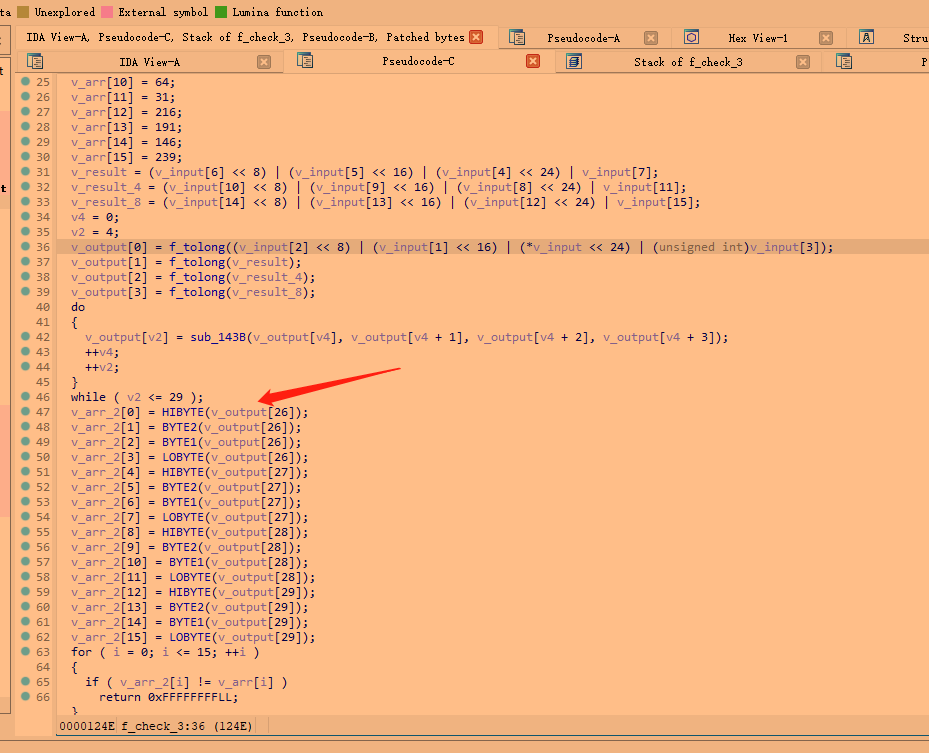 ta Unexplored External symbol Lumina function
IDA View-A, Pseudocode-C, Stack of f_check_3, Pseudocode-B, Patched bytes Pseudocode-A Hex View-1 Stru
IDA View-A Pseudocode-C Stack of f_check_3 P
t
t
25 v_arr[10] = 64;
26 v_arr[11] = 31;
27 v_arr[12] = 216;
28 v_arr[13] = 191;
29 v_arr[14] = 146;
30 v_arr[15] = 239;
31 v_result = (v_input[6] << 8) | (v_input[5] << 16) | (v_input[4] << 24) | v_input[7];
32 v_result_4 = (v_input[10] << 8) | (v_input[9] << 16) | (v_input[8] << 24) | v_input[11];
33 v_result_8 = (v_input[14] << 8) | (v_input[13] << 16) | (v_input[12] << 24) | v_input[15];
34 v4 = 0;
35 v2 = 4;
36 v_output[0] = f_tolong((v_input[2] << 8) | (v_input[1] << 16) | (*v_input << 24) | (unsigned int)v_input[3]);
37 v_output[1] = f_tolong(v_result);
38 v_output[2] = f_tolong(v_result_4);
39 v_output[3] = f_tolong(v_result_8);
40 do
41 {
42 v_output[v2] = sub_143B(v_output[v4], v_output[v4 + 1], v_output[v4 + 2], v_output[v4 + 3]);
43 ++v4;
44 ++v2;
45 }
46 while ( v2 <= 29 );
47 v_arr_2[0] = HIBYTE(v_output[26]);
48 v_arr_2[1] = BYTE2(v_output[26]);
49 v_arr_2[2] = BYTE1(v_output[26]);
50 v_arr_2[3] = LOBYTE(v_output[26]);
51 v_arr_2[4] = HIBYTE(v_output[27]);
52 v_arr_2[5] = BYTE2(v_output[27]);
53 v_arr_2[6] = BYTE1(v_output[27]);
54 v_arr_2[7] = LOBYTE(v_output[27]);
55 v_arr_2[8] = HIBYTE(v_output[28]);
56 v_arr_2[9] = BYTE2(v_output[28]);
57 v_arr_2[10] = BYTE1(v_output[28]);
58 v_arr_2[11] = LOBYTE(v_output[28]);
59 v_arr_2[12] = HIBYTE(v_output[29]);
60 v_arr_2[13] = BYTE2(v_output[29]);
61 v_arr_2[14] = BYTE1(v_output[29]);
62 v_arr_2[15] = LOBYTE(v_output[29]);
63 for ( i = 0; i <= 15; ++i )
64 {
65 if ( v_arr_2[i] != v_arr[i] )
66 return 0xFFFFFFFFLL;
}
0000124E f_check_3:36 (124E)